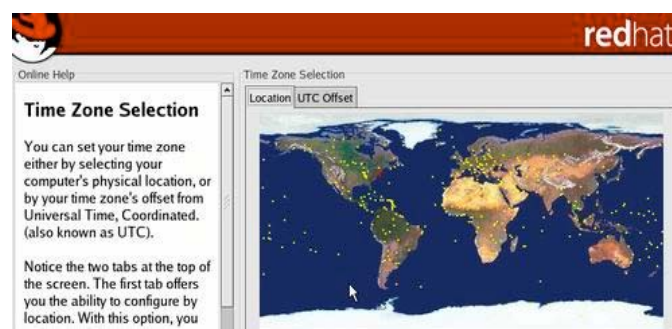 redhat
Online Help
Time Zone Selection
You can set your time zone
either by selecting your
computer's physical location, or
by your time zone's offset from
Universal Time, Coordinated.
(also known as UTC).
Notice the two tabs at the top of
the screen. The first tab offers
you the ability to configure by
location. With this option, you
Time Zone Selection
Location
UTC Offset